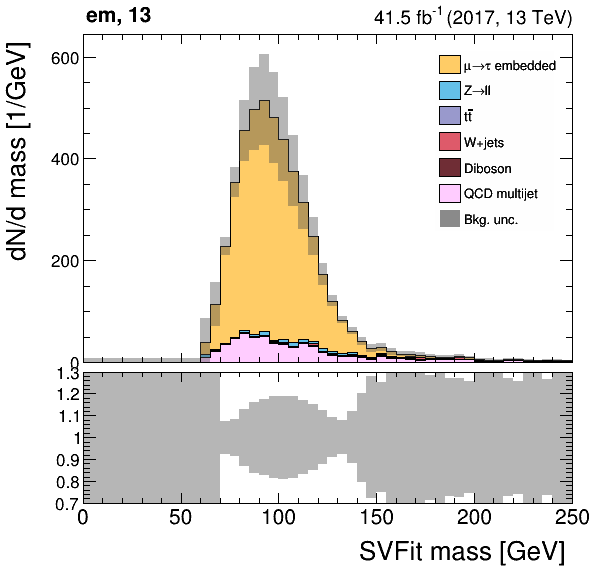 em, 13
41.5 fb⁻¹ (2017, 13 TeV)
dN/d mass [1/GeV]
600
400
200
0
μ→τ embedded
Z→ll
tt̄
W+jets
Diboson
QCD multijet
Bkg. unc.
1.3
1.2
1.1
1
0.9
0.8
0.7
0 50 100 150 200 250
SVFit mass [GeV]